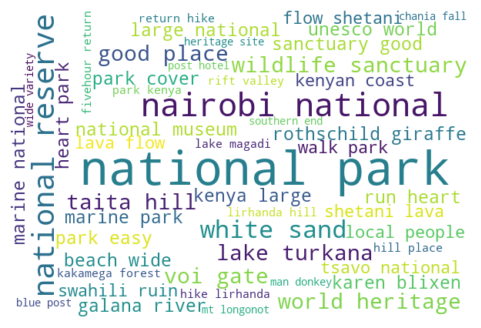 return hike
flow shetani
chania fall
large national
unesco world
heritage site
sanctuary good
good place
wildlife sanctuary
post hotel
rift valley
park cover
kenyan coast
park kenya
fivehour return
wide variety
heart park
marine national
national reserve
nairobi national
southern end
national museum
rothschild giraffe
lava flow
lake magadi
walk park
national park
taita hill
kenya large
run heart
lirhanda hill
shetani lava
marine park
white sand
local people
park easy
lake turkana
hill place
beach wide
tsavo national
kakamega forest
voi gate
man donkey
karen blixen
swahili ruin
hike lirhanda
blue post
galana river
mt longonot
world heritage